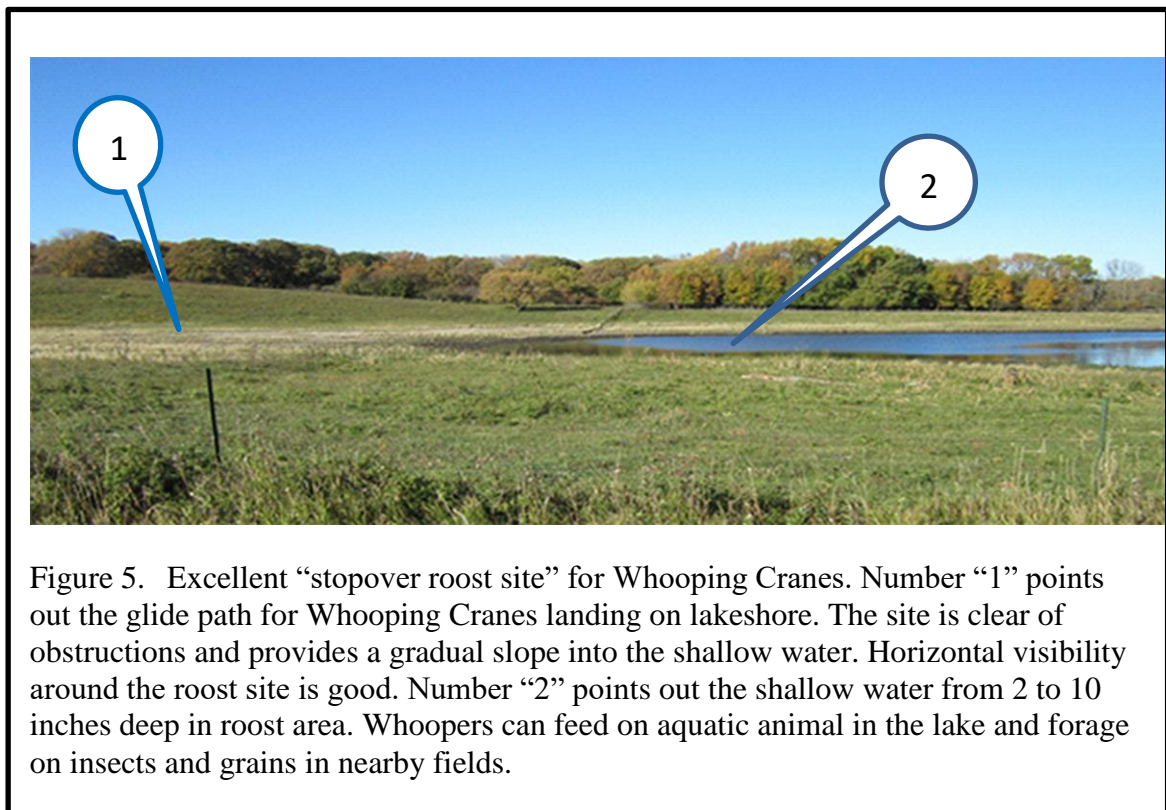 1
2
Figure 5.   Excellent “stopover roost site” for Whooping Cranes. Number “1” points
out the glide path for Whooping Cranes landing on lakeshore. The site is clear of
obstructions and provides a gradual slope into the shallow water. Horizontal visibility
around the roost site is good. Number “2” points out the shallow water from 2 to 10
inches deep in roost area. Whoopers can feed on aquatic animal in the lake and forage
on insects and grains in nearby fields.